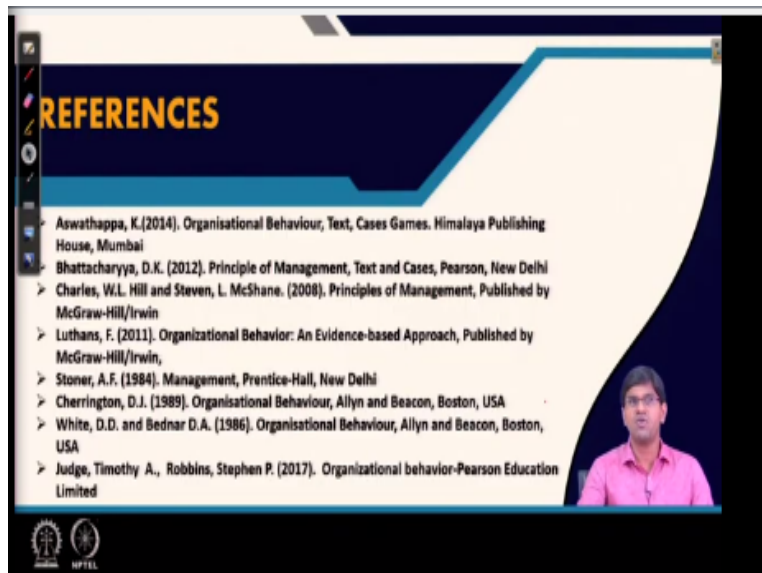 REFERENCES
Aswathappa, K.(2014). Organisational Behaviour, Text, Cases Games. Himalaya Publishing
House, Mumbai
Bhattacharyya, D.K. (2012). Principle of Management, Text and Cases, Pearson, New Delhi
Charles, W.L. Hill and Steven, L. McShane. (2008). Principles of Management, Published by
McGraw-Hill/Irwin
Luthans, F. (2011). Organizational Behavior: An Evidence-based Approach, Published by
McGraw-Hill/Irwin,
Stoner, A.F. (1984). Management, Prentice-Hall, New Delhi
Cherrington, D.J. (1989). Organisational Behaviour, Allyn and Beacon, Boston, USA
White, D.D. and Bednar D.A. (1986). Organisational Behaviour, Allyn and Beacon, Boston,
USA
Judge, Timothy A., Robbins, Stephen P. (2017). Organizational behavior-Pearson Education
Limited
NPTEL